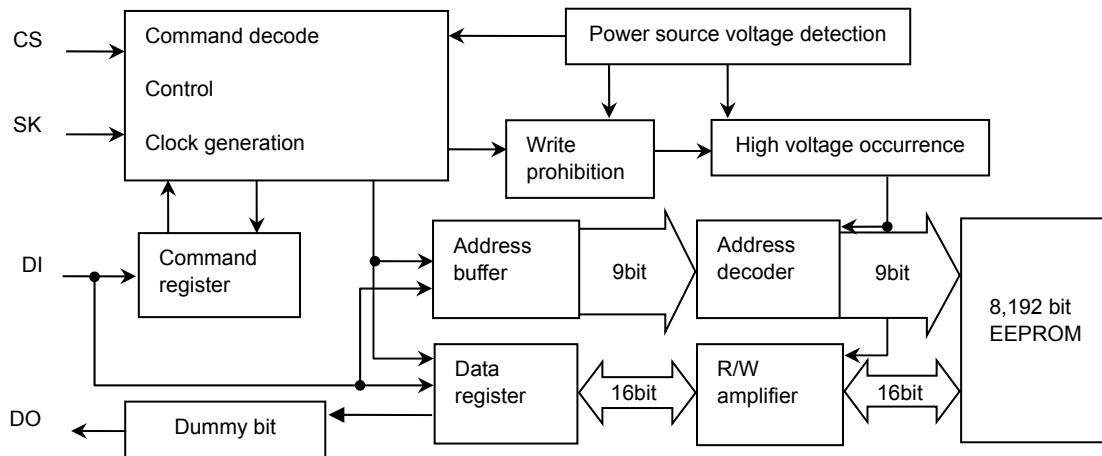 CS
Command decode
Power source voltage detection
Control
SK
Clock generation
Write
prohibition
High voltage occurrence
DI
Command
register
Address
buffer
9bit
Address
decoder
9bit
8,192 bit
EEPROM
Data
register
16bit
R/W
amplifier
16bit
DO
Dummy bit